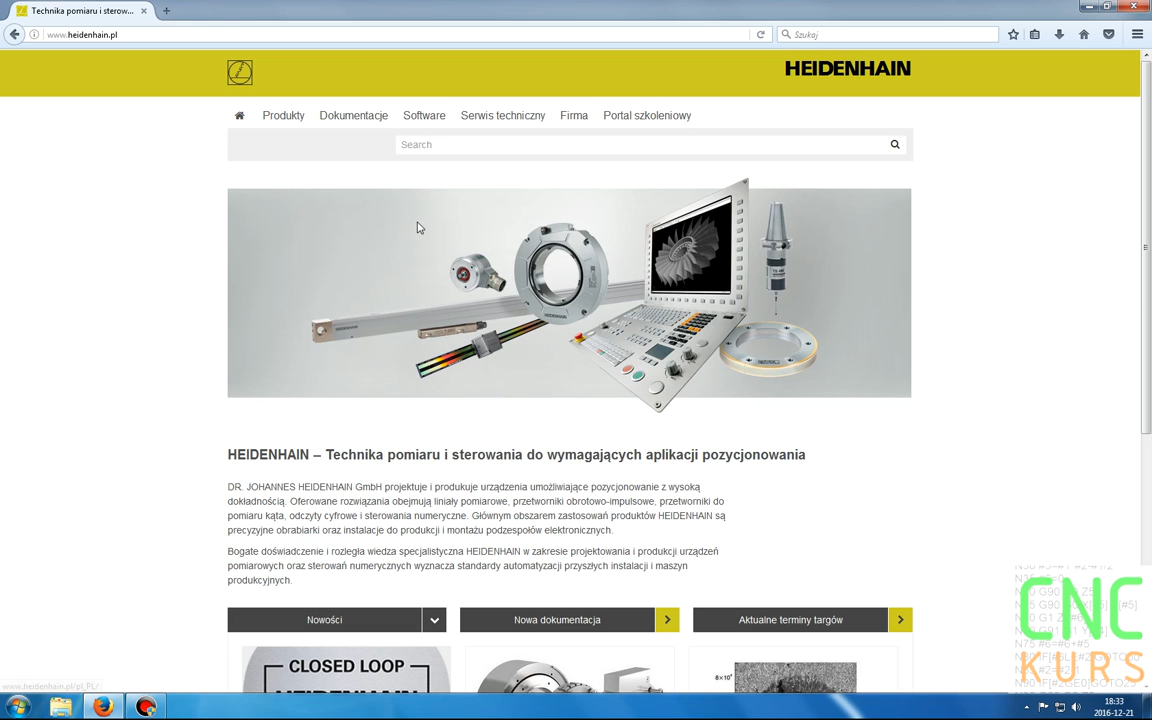 Technika pomiaru i sterow...
www.heidenhain.pl
Szukaj
HEIDENHAIN
Produkty Dokumentacje Software Serwis techniczny Firma Portal szkoleniowy
Search
HEIDENHAIN – Technika pomiaru i sterowania do wymagających aplikacji pozycjonowania
DR. JOHANNES HEIDENHAIN GmbH projektuje i produkuje urządzenia umożliwiające pozycjonowanie z wysoką
dokładnością. Oferowane rozwiązania obejmują liniały pomiarowe, przetworniki obrotowo-impulsowe, przetworniki do
pomiaru kąta, odczyty cyfrowe i sterowania numeryczne. Głównym obszarem zastosowań produktów HEIDENHAIN są
precyzyjne obrabiarki oraz instalacje do produkcji i montażu podzespołów elektronicznych.
Bogate doświadczenie i rozległa wiedza specjalistyczna HEIDENHAIN w zakresie projektowania i produkcji urządzeń
pomiarowych oraz sterowań numerycznych wyznacza standardy automatyzacji przyszłych instalacji i maszyn
produkcyjnych.
Nowości Nowa dokumentacja Aktualne terminy targów
CLOSED LOOP
www.heidenhain.pl/pl_PL/
CNC
KURS
18:33
2016-12-21